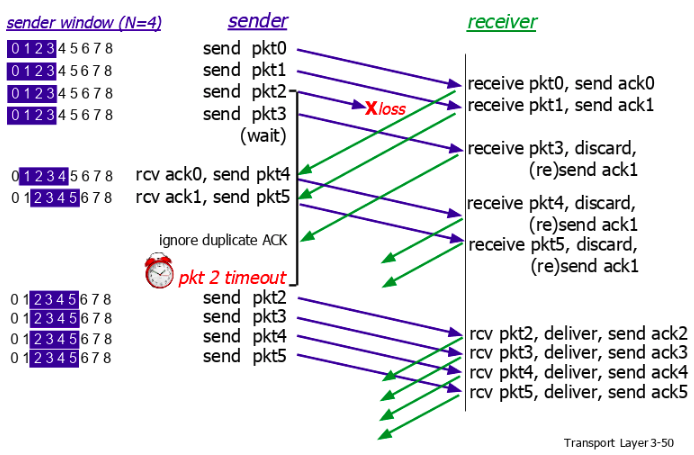 sender window (N=4)
sender
receiver
0 1 2 3 4 5 6 7 8
send pkt0
0 1 2 3 4 5 6 7 8
send pkt1
0 1 2 3 4 5 6 7 8
send pkt2
0 1 2 3 4 5 6 7 8
send pkt3
(wait)
Xloss
receive pkt0, send ack0
receive pkt1, send ack1
receive pkt3, discard,
(re)send ack1
0 1 2 3 4 5 6 7 8
rcv ack0, send pkt4
0 1 2 3 4 5 6 7 8
rcv ack1, send pkt5
receive pkt4, discard,
(re)send ack1
receive pkt5, discard,
(re)send ack1
ignore duplicate ACK
pkt 2 timeout
0 1 2 3 4 5 6 7 8
send pkt2
0 1 2 3 4 5 6 7 8
send pkt3
0 1 2 3 4 5 6 7 8
send pkt4
0 1 2 3 4 5 6 7 8
send pkt5
rcv pkt2, deliver, send ack2
rcv pkt3, deliver, send ack3
rcv pkt4, deliver, send ack4
rcv pkt5, deliver, send ack5
Transport Layer 3-50